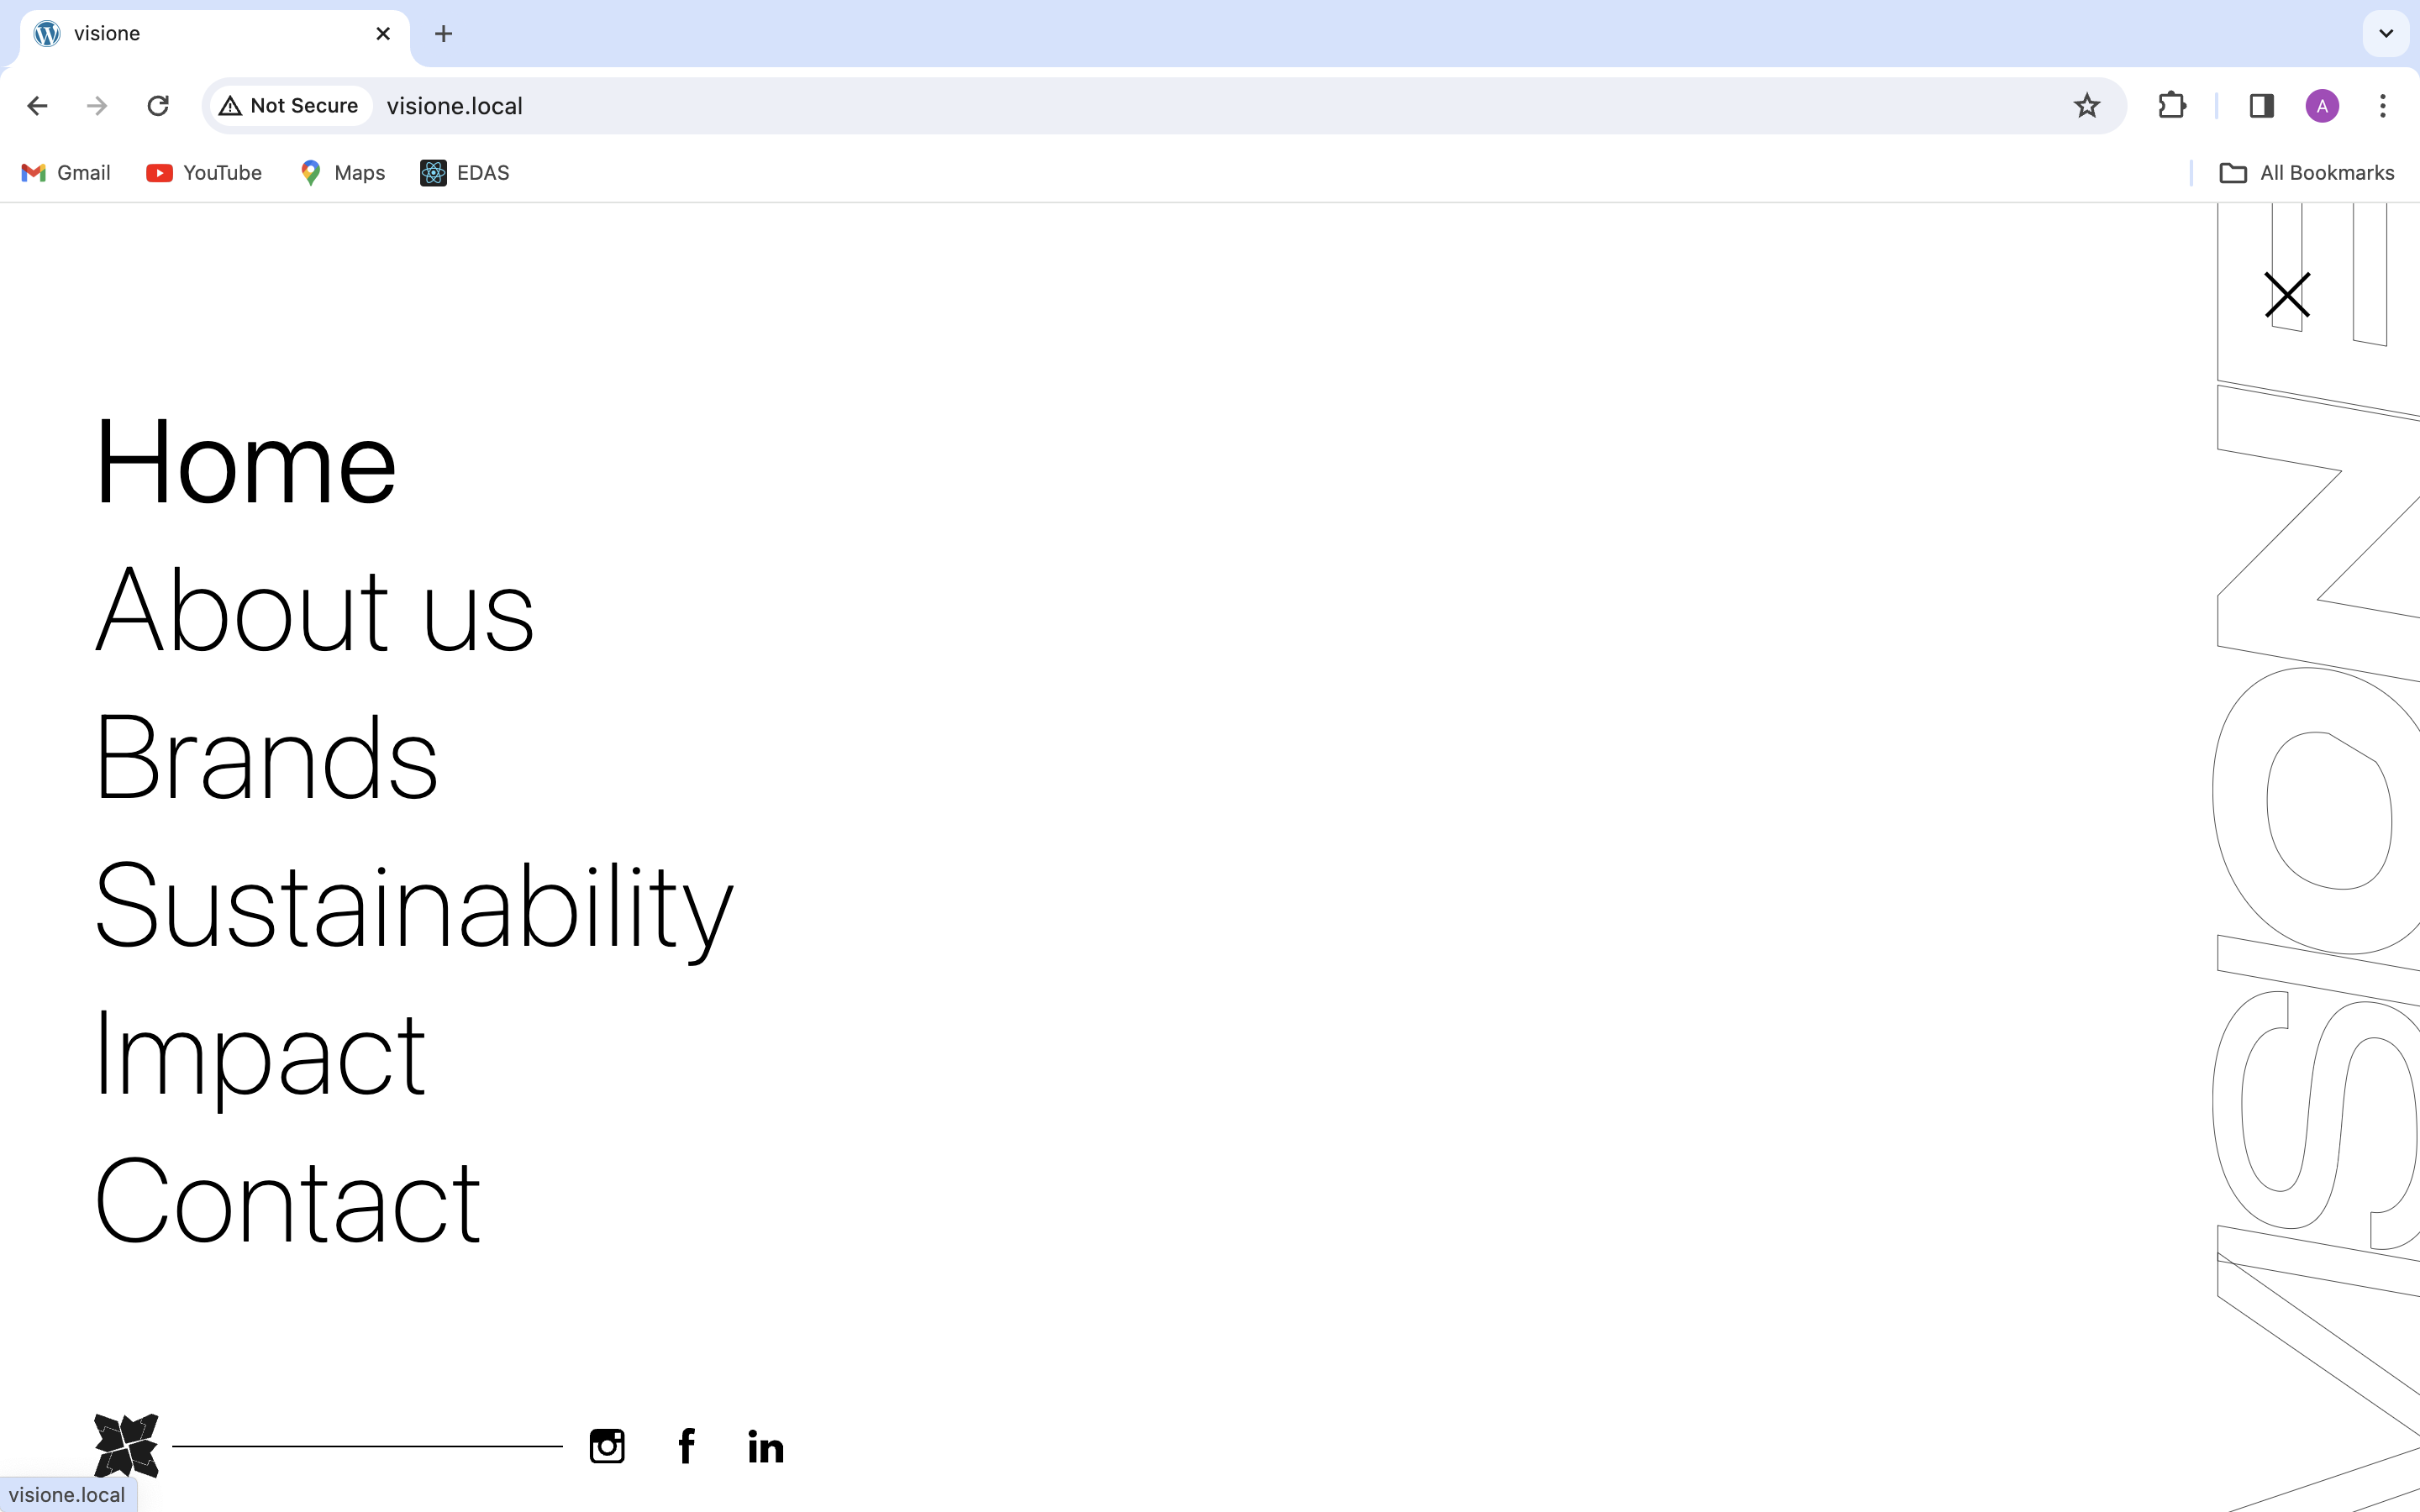 visione
Not Secure visione.local
A
Gmail YouTube Maps EDAS All Bookmarks
Home
About us
Brands
Sustainability
Impact
Contact
VISIONE
visione.local